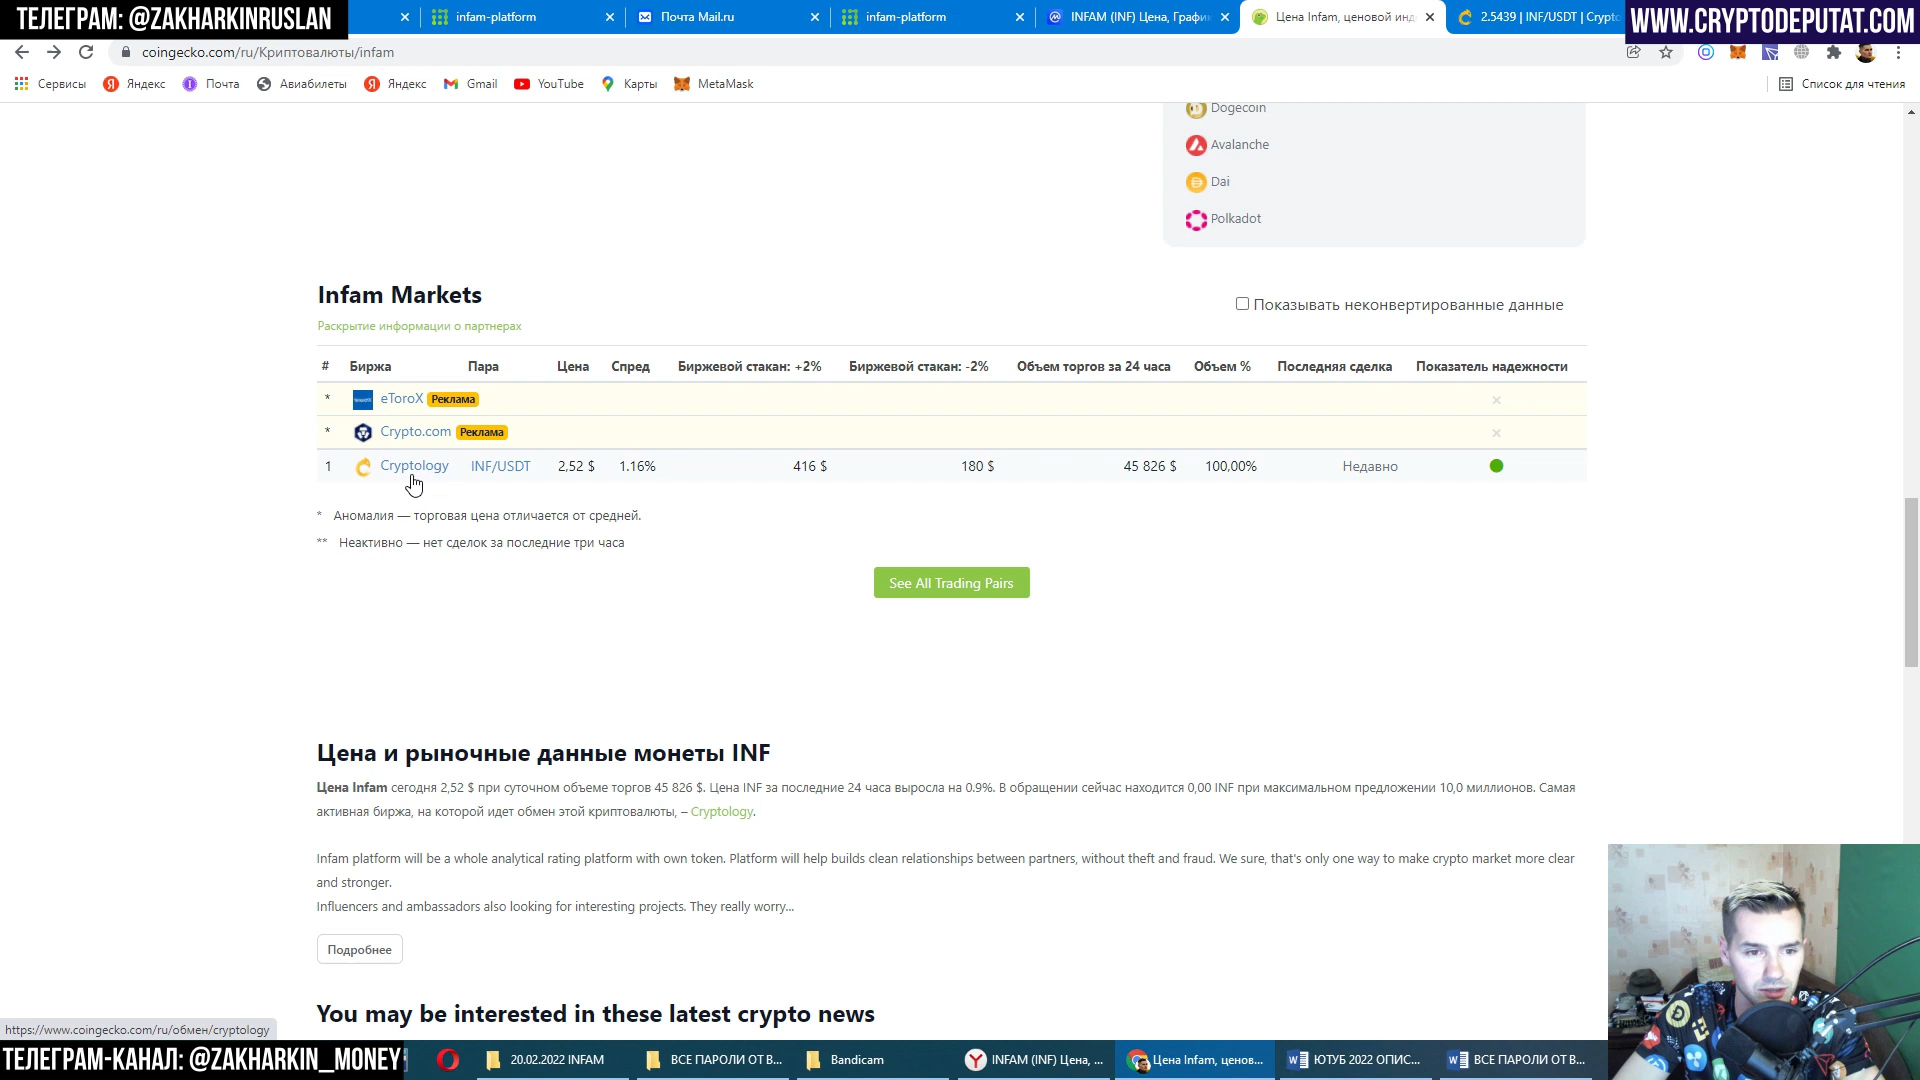 ТЕЛЕГРАМ: @ZAKHARKINRUSLAN
infam-platform
Почта Mail.ru
infam-platform
INFAM (INF) Цена, Графи
Цена Infam, ценовой инд
2.5439 | INF/USDT | Crypto
WWW.CRYPTODEPUTAT.COM
coingecko.com/ru/Криптовалюты/infam
Сервисы
Яндекс
Почта
Авиабилеты
Яндекс
Gmail
YouTube
Карты
MetaMask
Список для чтения
Dogecoin
Avalanche
Dai
Polkadot
Infam Markets
Показывать неконвертированные данные
Раскрытие информации о партнерах
# Биржа Пара Цена Спред Биржевой стакан: +2% Биржевой стакан: -2% Объем торгов за 24 часа Объем % Последняя сделка Показатель надежности
* eToroX Реклама
* Crypto.com Реклама
1 Cryptology INF/USDT 2,52 $ 1.16% 416 $ 180 $ 45 826 $ 100,00% Недавно
* Аномалия — торговая цена отличается от средней.
** Неактивно — нет сделок за последние три часа
See All Trading Pairs
Цена и рыночные данные монеты INF
Цена Infam сегодня 2,52 $ при суточном объеме торгов 45 826 $. Цена INF за последние 24 часа выросла на 0.9%. В обращении сейчас находится 0,00 INF при максимальном предложении 10,0 миллионов. Самая
активная биржа, на которой идет обмен этой криптовалюты, – Cryptology.
Infam platform will be a whole analytical rating platform with own token. Platform will help builds clean relationships between partners, without theft and fraud. We sure, that's only one way to make crypto market more clear
and stronger.
Influencers and ambassadors also looking for interesting projects. They really worry...
Подробнее
You may be interested in these latest crypto news
https://www.coingecko.com/ru/обмен/cryptology
ТЕЛЕГРАМ-КАНАЛ: @ZAKHARKIN_MONEY
20.02.2022 INFAM
ВСЕ ПАРОЛИ ОТ В...
Bandicam
INFAM (INF) Цена, ...
Цена Infam, ценов...
ЮТУБ 2022 ОПИС...
ВСЕ ПАРОЛИ ОТ В...